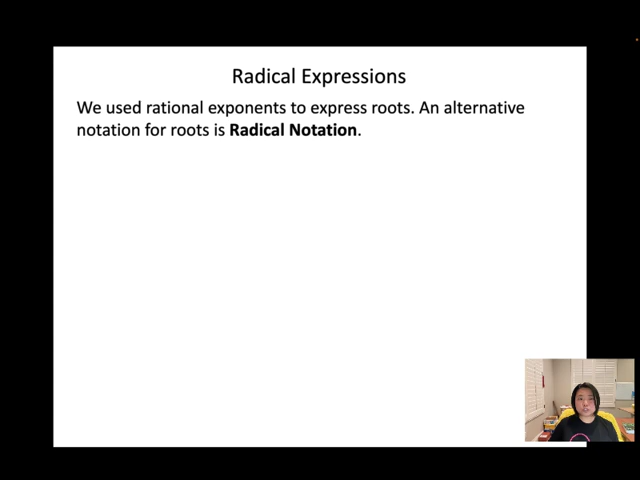 Radical Expressions
We used rational exponents to express roots. An alternative
notation for roots is Radical Notation.